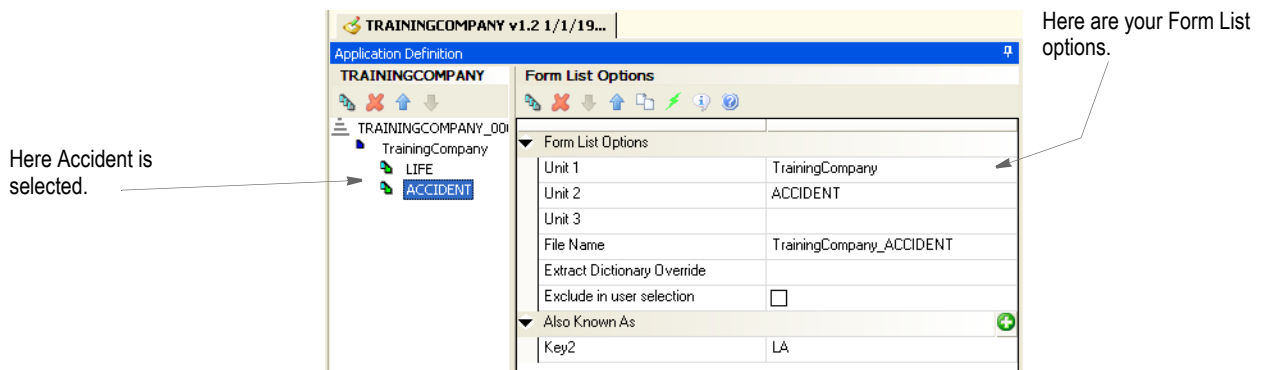 TRAININGCOMPANY v1.2 1/1/19...
Here are your Form List
options.
Application Definition
TRAININGCOMPANY
Form List Options
TRAININGCOMPANY_00
TrainingCompany
LIFE
ACCIDENT
Here Accident is
selected.
Form List Options
Unit 1 TrainingCompany
Unit 2 ACCIDENT
Unit 3
File Name TrainingCompany_ACCIDENT
Extract Dictionary Override
Exclude in user selection
Also Known As
Key2 LA